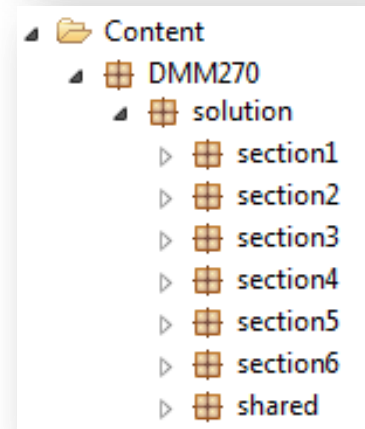 Content
DMM270
solution
section1
section2
section3
section4
section5
section6
shared